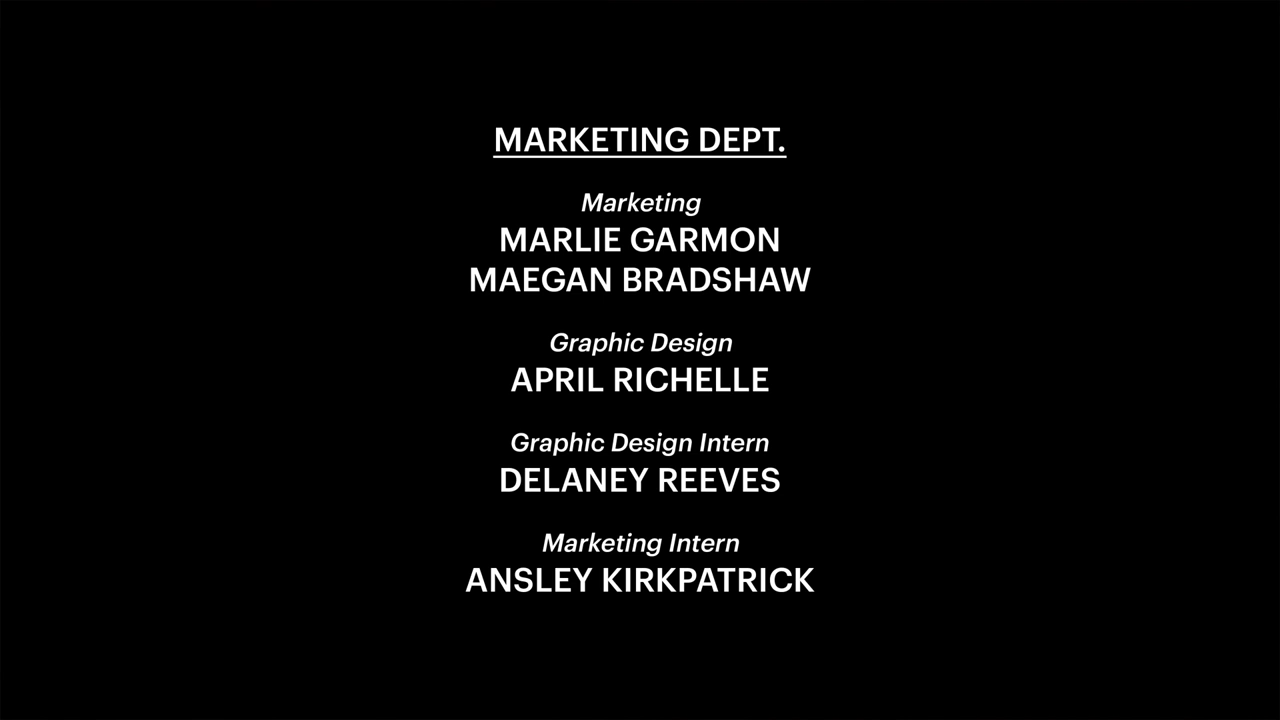 MARKETING DEPT.
Marketing
MARLIE GARMON
MAEGAN BRADSHAW
Graphic Design
APRIL RICHELLE
Graphic Design Intern
DELANEY REEVES
Marketing Intern
ANSLEY KIRKPATRICK